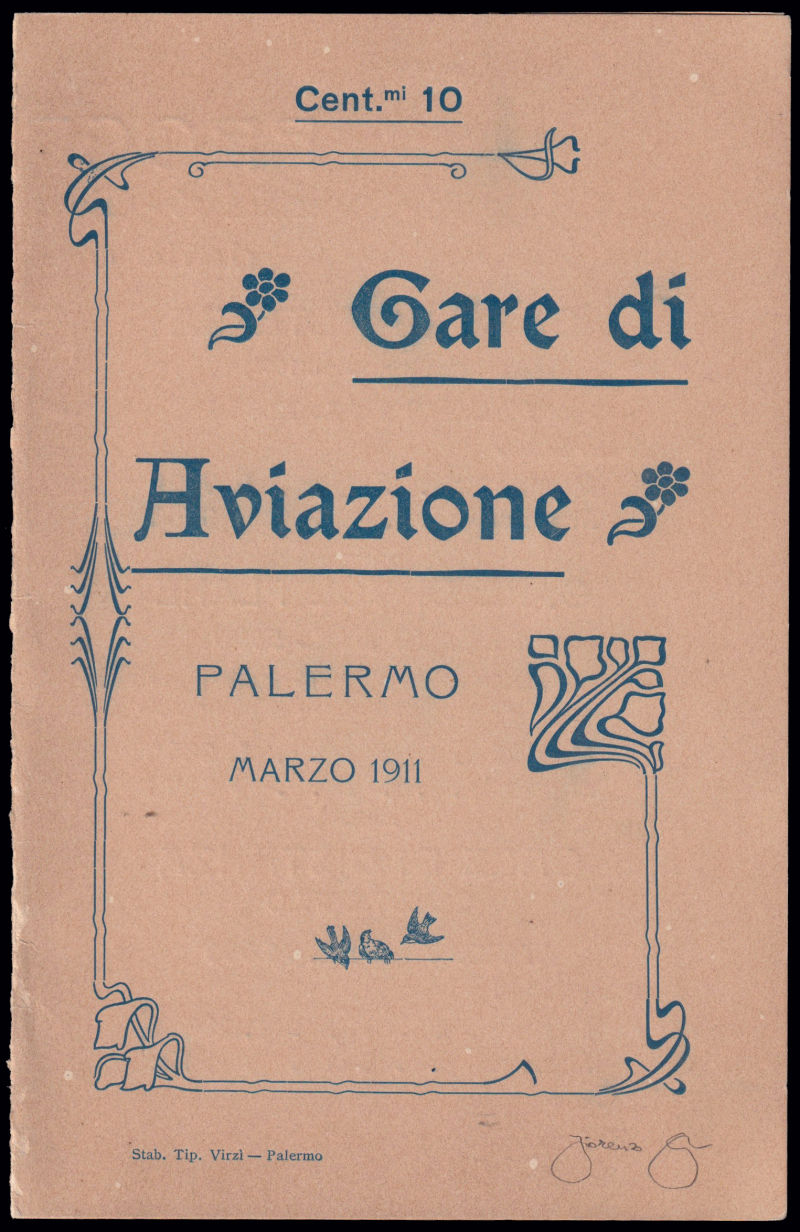 Cent.mi 10
Gare di
Aviazione
PALERMO
MARZO 1911
Stab. Tip. Virzì — Palermo